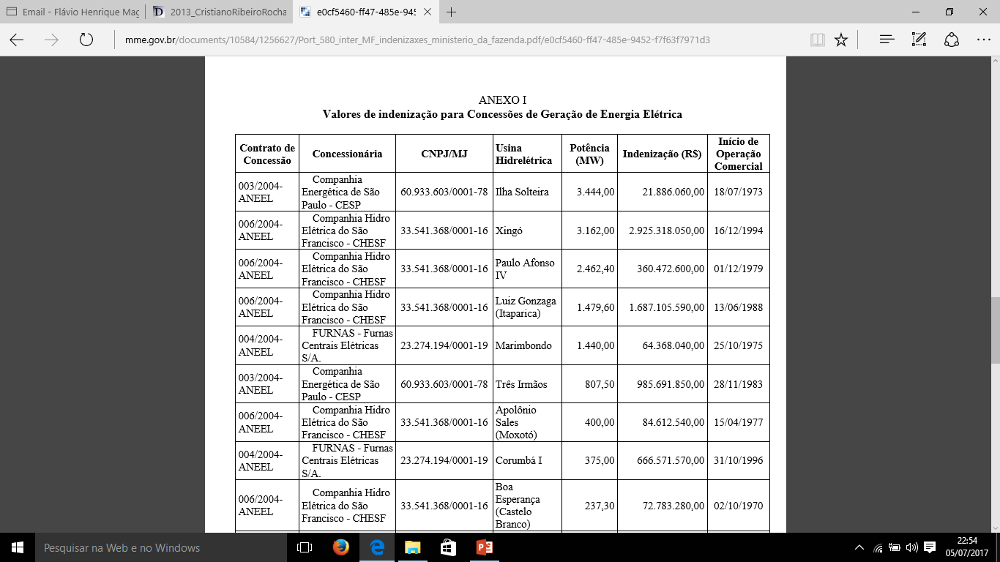 Email - Flávio Henrique Mag
2013_CristianoRibeiroRocha
e0cf5460-ff47-485e-945
mme.gov.br/documents/10584/1256627/Port_580_inter_MF_indenizaxes_ministerio_da_fazenda.pdf/e0cf5460-ff47-485e-9452-f7f63f7971d3
ANEXO I
Valores de indenização para Concessões de Geração de Energia Elétrica
Contrato de Concessão | Concessionária | CNPJ/MJ | Usina Hidrelétrica | Potência (MW) | Indenização (R$) | Início de Operação Comercial
003/2004-ANEEL | Companhia Energética de São Paulo - CESP | 60.933.603/0001-78 | Ilha Solteira | 3.444,00 | 21.886.060,00 | 18/07/1973
006/2004-ANEEL | Companhia Hidro Elétrica do São Francisco - CHESF | 33.541.368/0001-16 | Xingó | 3.162,00 | 2.925.318.050,00 | 16/12/1994
006/2004-ANEEL | Companhia Hidro Elétrica do São Francisco - CHESF | 33.541.368/0001-16 | Paulo Afonso IV | 2.462,40 | 360.472.600,00 | 01/12/1979
006/2004-ANEEL | Companhia Hidro Elétrica do São Francisco - CHESF | 33.541.368/0001-16 | Luiz Gonzaga (Itaparica) | 1.479,60 | 1.687.105.590,00 | 13/06/1988
004/2004-ANEEL | FURNAS - Furnas Centrais Elétricas S/A. | 23.274.194/0001-19 | Marimbondo | 1.440,00 | 64.368.040,00 | 25/10/1975
003/2004-ANEEL | Companhia Energética de São Paulo - CESP | 60.933.603/0001-78 | Três Irmãos | 807,50 | 985.691.850,00 | 28/11/1983
006/2004-ANEEL | Companhia Hidro Elétrica do São Francisco - CHESF | 33.541.368/0001-16 | Apolônio Sales (Moxotó) | 400,00 | 84.612.540,00 | 15/04/1977
004/2004-ANEEL | FURNAS - Furnas Centrais Elétricas S/A. | 23.274.194/0001-19 | Corumbá I | 375,00 | 666.571.570,00 | 31/10/1996
006/2004-ANEEL | Companhia Hidro Elétrica do São Francisco - CHESF | 33.541.368/0001-16 | Boa Esperança (Castelo Branco) | 237,30 | 72.783.280,00 | 02/10/1970
Pesquisar na Web e no Windows
22:54
05/07/2017